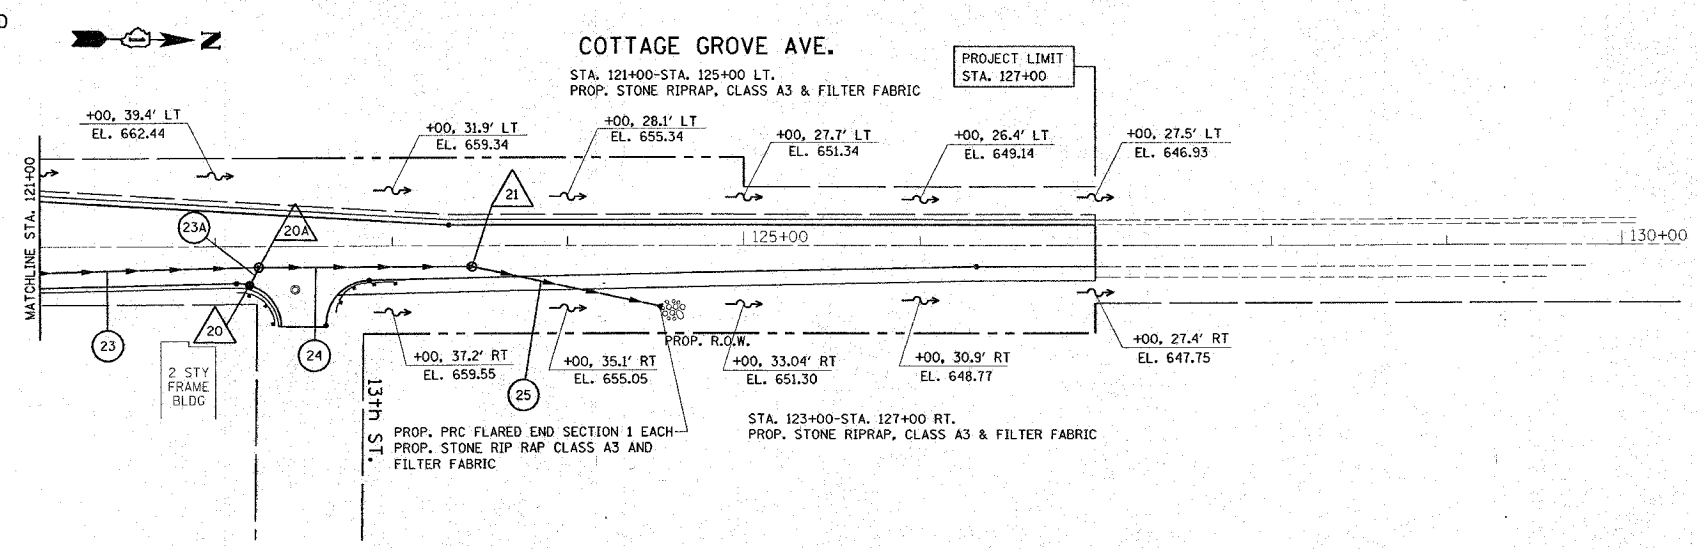 N
COTTAGE GROVE AVE.
STA. 121+00-STA. 125+00 LT.
PROP. STONE RIPRAP, CLASS A3 & FILTER FABRIC
PROJECT LIMIT
STA. 127+00
+00, 39.4' LT
EL. 662.44
+00, 31.9' LT
EL. 659.34
+00, 28.1' LT
EL. 655.34
+00, 27.7' LT
EL. 651.34
+00, 26.4' LT
EL. 649.14
+00, 27.5' LT
EL. 646.93
MATCHLINE STA. 121+00
23A
20A
21
125+00
130+00
23
20
24
25
2 STY
FRAME
BLDG
13th ST.
+00, 37.2' RT
EL. 659.55
+00, 35.1' RT
EL. 655.05
PROP. R.O.W.
+00, 33.04' RT
EL. 651.30
+00, 30.9' RT
EL. 648.77
+00, 27.4' RT
EL. 647.75
PROP. PRC FLARED END SECTION 1 EACH
PROP. STONE RIP RAP CLASS A3 AND
FILTER FABRIC
STA. 123+00-STA. 127+00 RT.
PROP. STONE RIPRAP, CLASS A3 & FILTER FABRIC